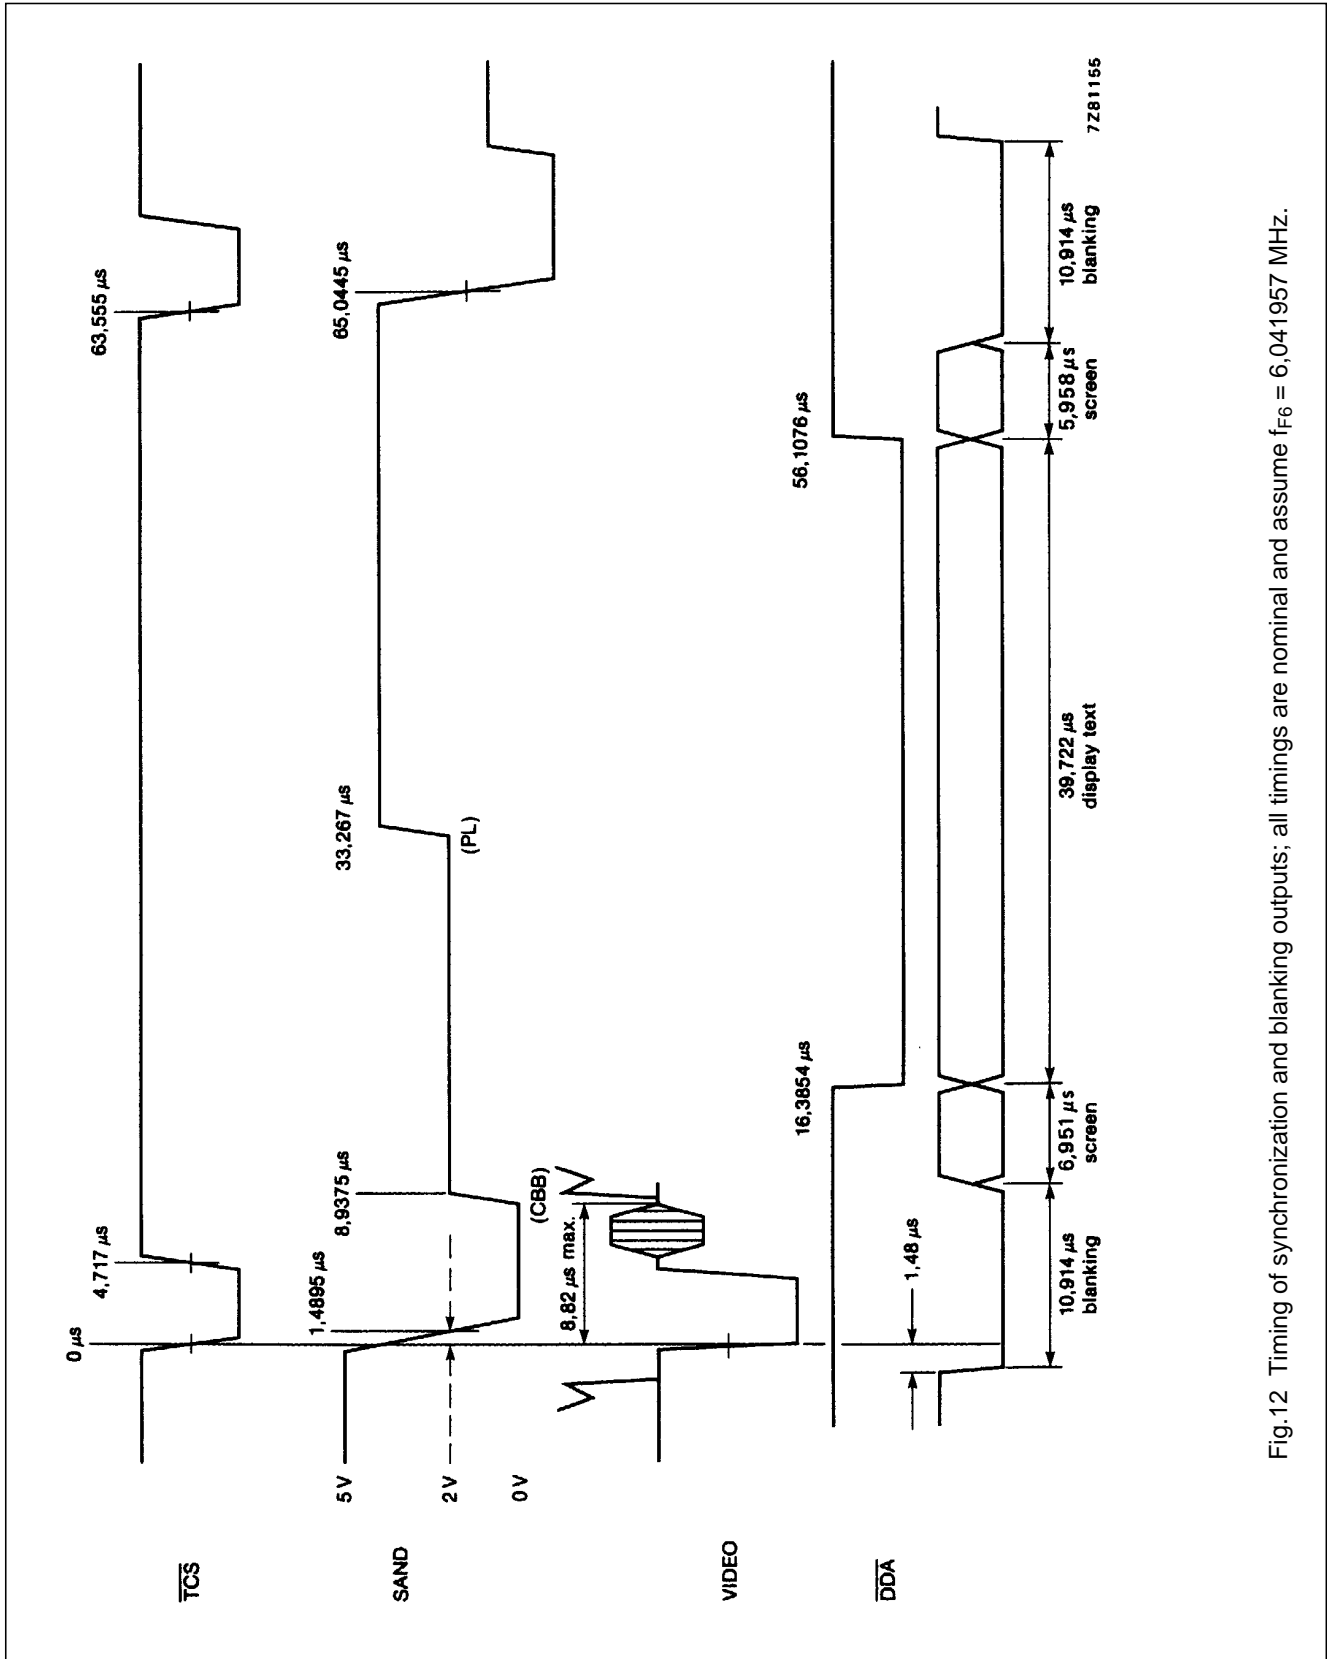 0 µs
4,717 µs
63,555 µs
TCS
5 V
2 V
0 V
1,4895 µs
8,9375 µs
33,267 µs
65,0445 µs
SAND
(PL)
(CBB)
8,82 µs max.
VIDEO
16,3854 µs
56,1076 µs
DDA
1,48 µs
10,914 µs
blanking
6,951 µs
screen
39,722 µs
display text
5,958 µs
screen
10,914 µs
blanking
7Z81155
Fig.12 Timing of synchronization and blanking outputs; all timings are nominal and assume fF6 = 6,041957 MHz.